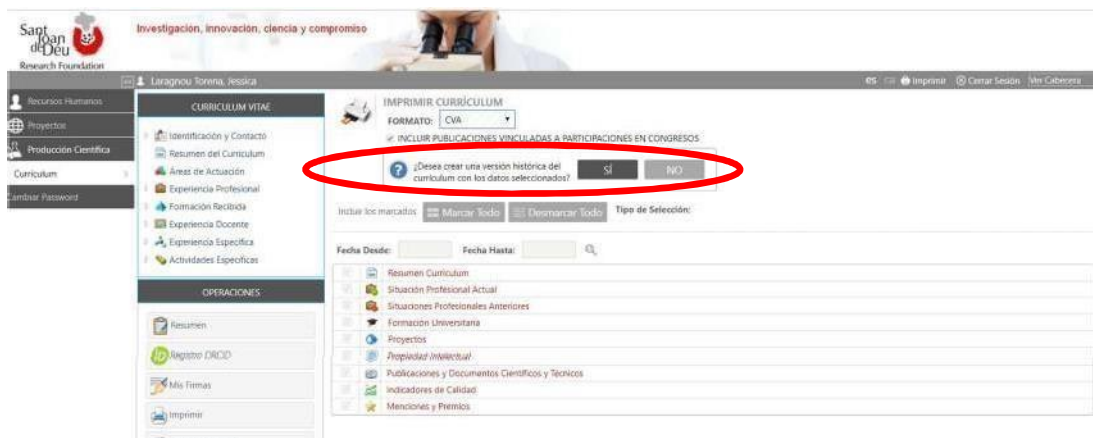 Sant Joan de Déu
Research Foundation
Investigación, innovación, ciencia y compromiso
Laragnou Torena, Jessica
es
Imprimir
Cerrar Sesión
Ver Cabecera
Recursos Humanos
Proyectos
Producción Científica
Curriculum
Cambiar Password
CURRICULUM VITAE
Identificación y Contacto
Resumen del Curriculum
Áreas de Actuación
Experiencia Profesional
Formación Recibida
Experiencia Docente
Experiencia Específica
Actividades Específicas
OPERACIONES
Resumen
Registro ORCID
Mis Firmas
Imprimir
IMPRIMIR CURRÍCULUM
FORMATO: CVA
INCLUIR PUBLICACIONES VINCULADAS A PARTICIPACIONES EN CONGRESOS
¿Desea crear una versión histórica del
curriculum con los datos seleccionados?
SÍ
NO
Incluir los marcados
Marcar Todo
Desmarcar Todo
Tipo de Selección:
Fecha Desde:
Fecha Hasta:
Resumen Curriculum
Situación Profesional Actual
Situaciones Profesionales Anteriores
Formación Universitaria
Proyectos
Propiedad Intelectual
Publicaciones y Documentos Científicos y Técnicos
Indicadores de Calidad
Menciones y Premios